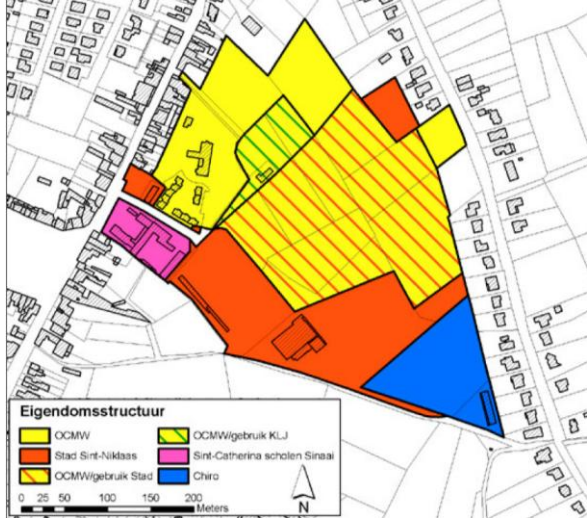 Eigendomsstructuur
OCMW
OCMW/gebruik KLJ
Stad Sint-Niklaas
Sint-Catherina scholen Sinaai
OCMW/gebruik Stad
Chiro
0 25 50 100 150 200
Meters
N